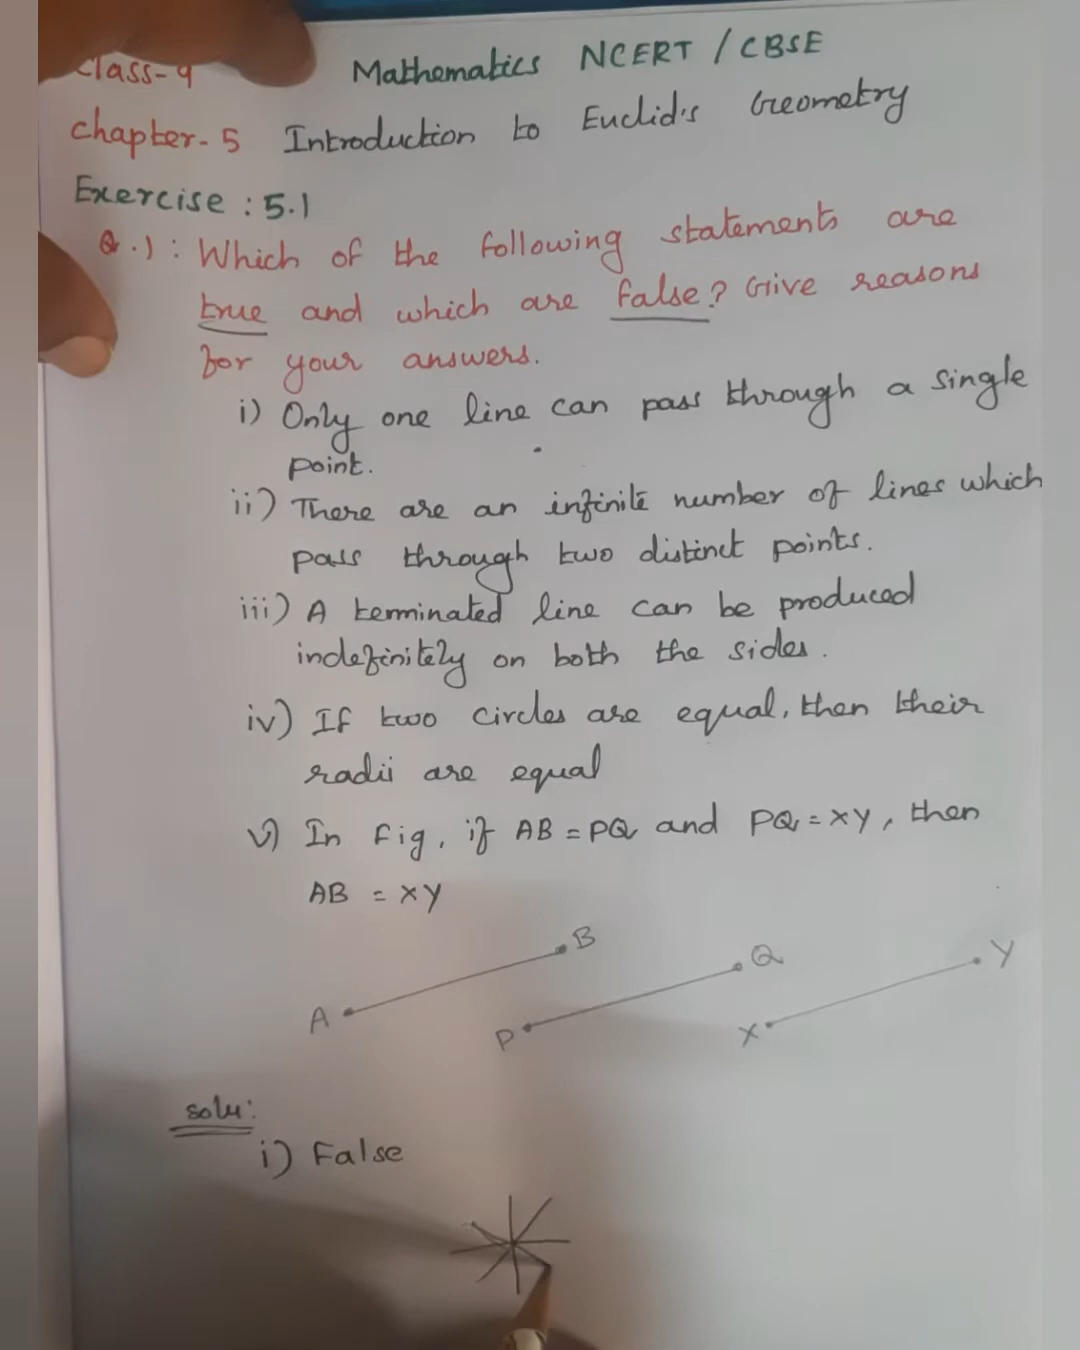 Class-9 Mathematics NCERT / CBSE
Chapter-5 Introduction to Euclid's Geometry
Exercise : 5.1
Q.1: Which of the following statements are
true and which are false? Give reasons
for your answers.
i) Only one line can pass through a single
point.
ii) There are an infinite number of lines which
pass through two distinct points.
iii) A terminated line can be produced
indefinitely on both the sides.
iv) If two circles are equal, then their
radii are equal
v) In fig, if AB = PQ and PQ = XY, then
AB = XY
A B P Q X Y
solu:
i) False